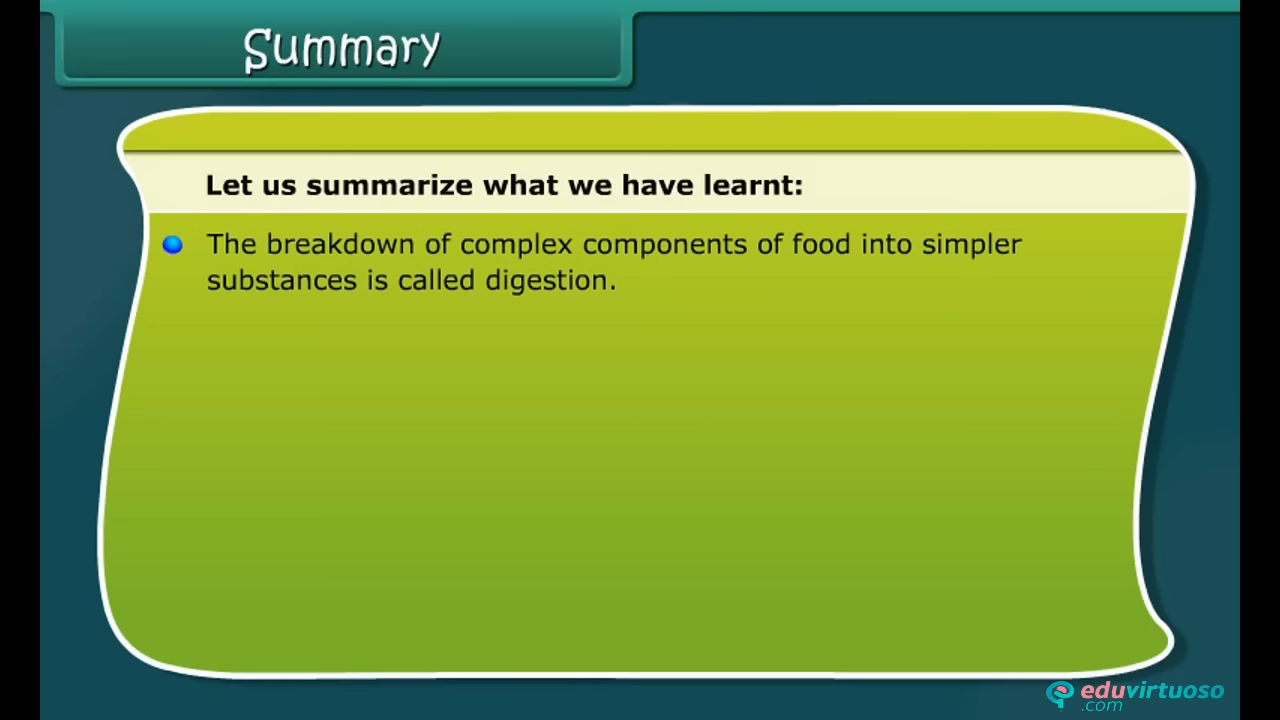 Summary
Let us summarize what we have learnt:
The breakdown of complex components of food into simpler
substances is called digestion.
eduvirtuoso
.com